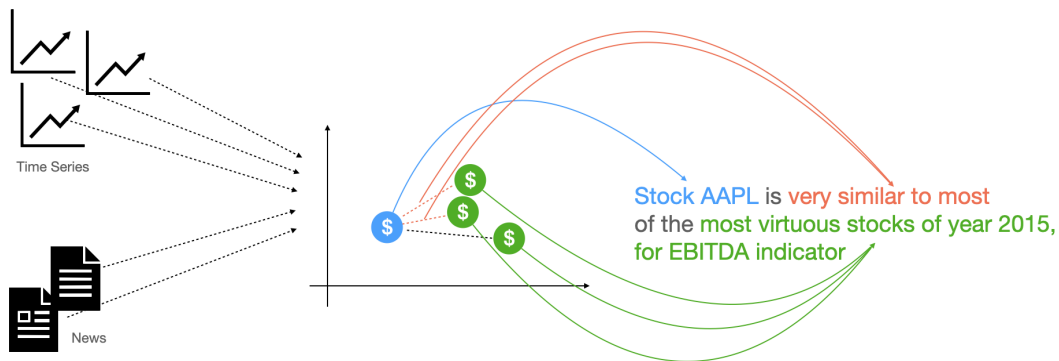 Time Series
$
$
$
$
Stock AAPL is very similar to most
of the most virtuous stocks of year 2015,
for EBITDA indicator
News